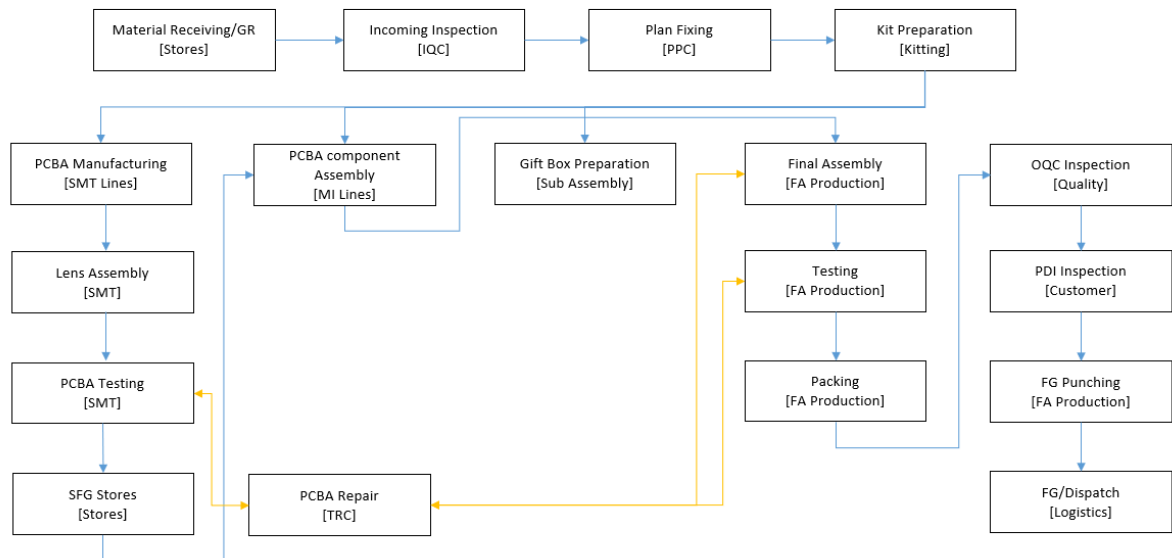 Material Receiving/GR
[Stores]
Incoming Inspection
[IQC]
Plan Fixing
[PPC]
Kit Preparation
[Kitting]
PCBA Manufacturing
[SMT Lines]
PCBA component
Assembly
[MI Lines]
Gift Box Preparation
[Sub Assembly]
Final Assembly
[FA Production]
OQC Inspection
[Quality]
Lens Assembly
[SMT]
Testing
[FA Production]
PDI Inspection
[Customer]
PCBA Testing
[SMT]
Packing
[FA Production]
FG Punching
[FA Production]
SFG Stores
[Stores]
PCBA Repair
[TRC]
FG/Dispatch
[Logistics]